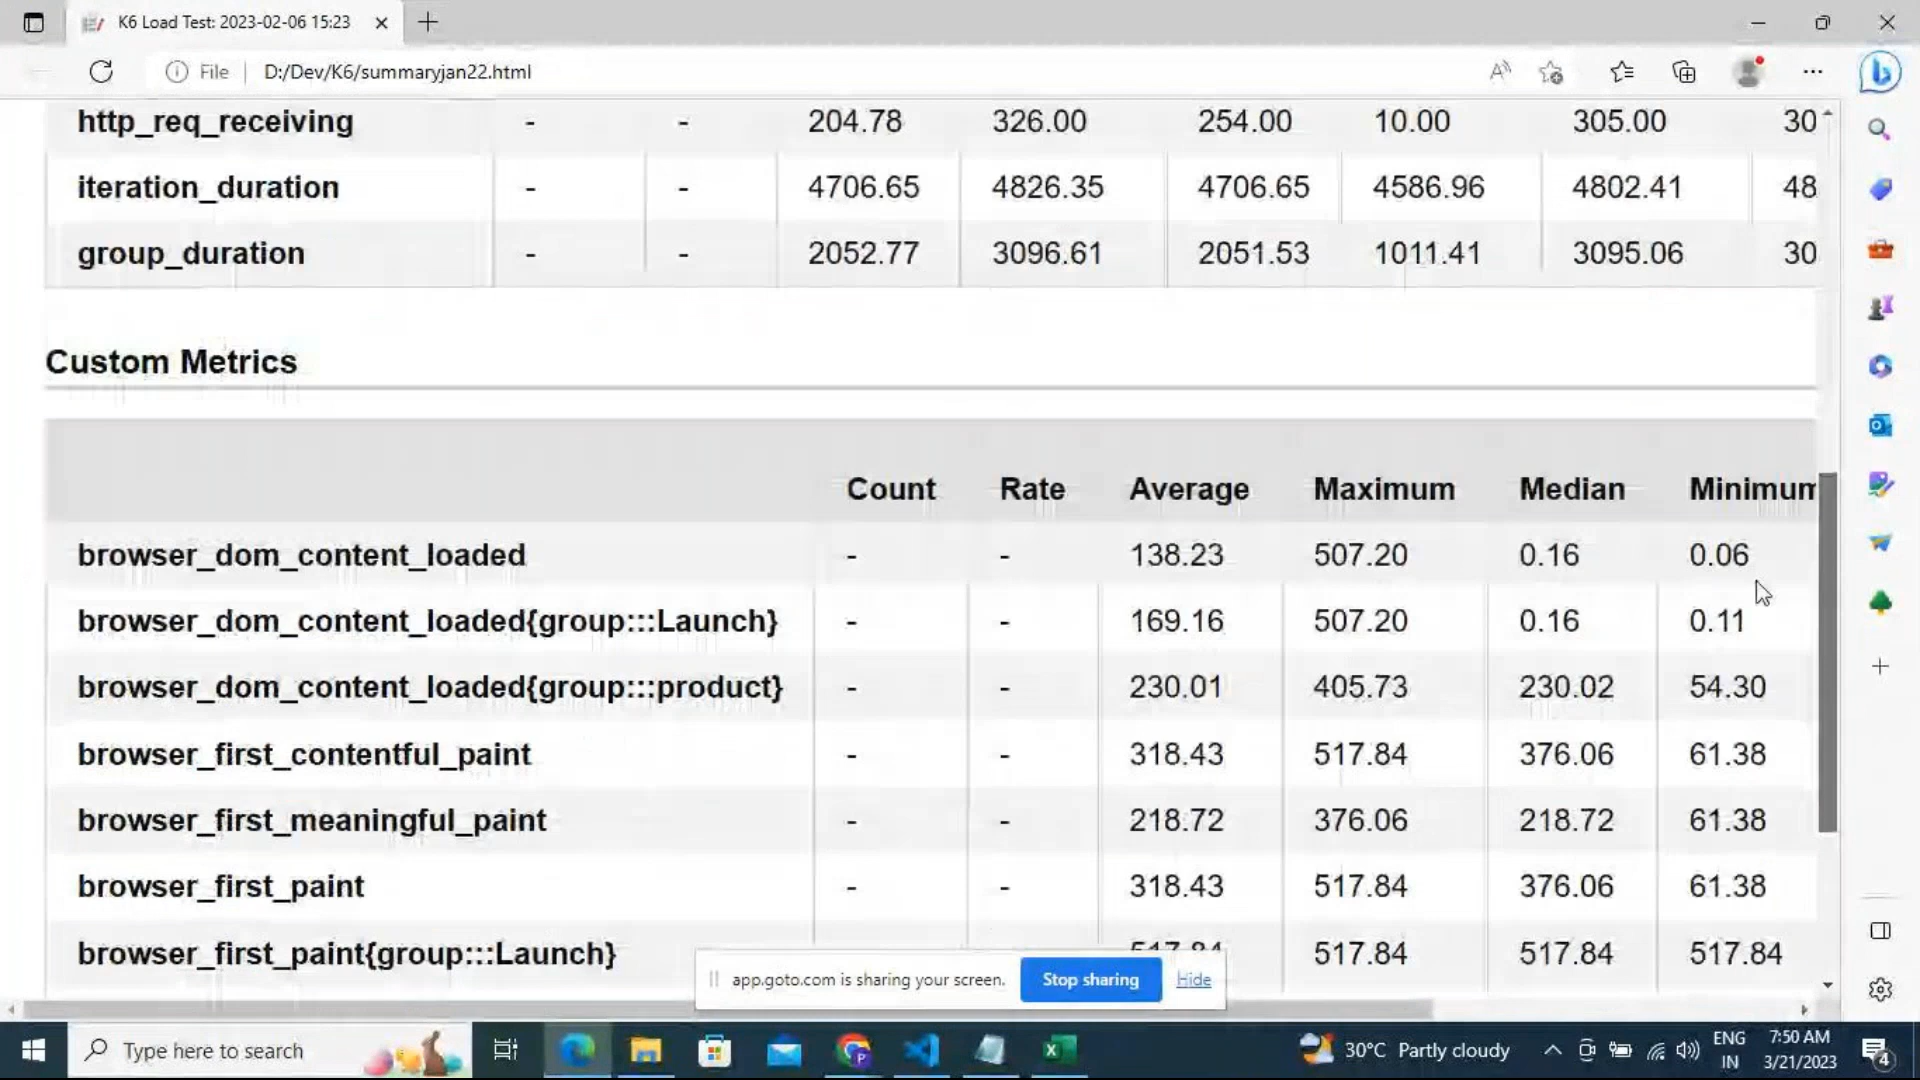 K6 Load Test: 2023-02-06 15:23
File D:/Dev/K6/summaryjan22.html
http_req_receiving - - 204.78 326.00 254.00 10.00 305.00 30
iteration_duration - - 4706.65 4826.35 4706.65 4586.96 4802.41 48
group_duration - - 2052.77 3096.61 2051.53 1011.41 3095.06 30
Custom Metrics
Count Rate Average Maximum Median Minimum
browser_dom_content_loaded - - 138.23 507.20 0.16 0.06
browser_dom_content_loaded{group:::Launch} - - 169.16 507.20 0.16 0.11
browser_dom_content_loaded{group:::product} - - 230.01 405.73 230.02 54.30
browser_first_contentful_paint - - 318.43 517.84 376.06 61.38
browser_first_meaningful_paint - - 218.72 376.06 218.72 61.38
browser_first_paint - - 318.43 517.84 376.06 61.38
browser_first_paint{group:::Launch} 517.84 517.84 517.84 517.84
app.goto.com is sharing your screen. Stop sharing Hide
Type here to search 30°C Partly cloudy ENG 7:50 AM
IN 3/21/2023 4